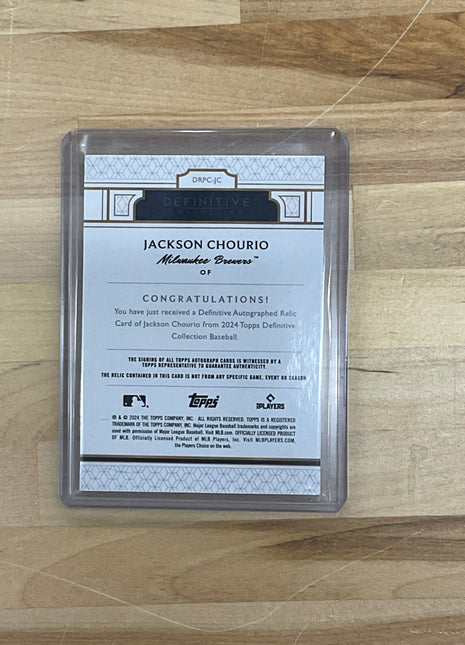 DRPC-JC
DEFINITIVE
COLLECTION
JACKSON CHOURIO
Milwaukee Brewers™
OF
CONGRATULATIONS!
You have just received a Definitive Autographed Relic
Card of Jackson Chourio from 2024 Topps Definitive
Collection Baseball.
THE SIGNING OF ALL TOPPS AUTOGRAPH CARDS IS WITNESSED BY A
TOPPS REPRESENTATIVE TO GUARANTEE AUTHENTICITY.
THE RELIC CONTAINED IN THIS CARD IS NOT FROM ANY SPECIFIC GAME, EVENT OR SEASON
Topps
PLAYERS
® & © 2024 THE TOPPS COMPANY, INC. ALL RIGHTS RESERVED. TOPPS IS A REGISTERED
TRADEMARK OF THE TOPPS COMPANY, INC. Major League Baseball trademarks and copyrights are
used with permission of Major League Baseball. Visit MLB.com. OFFICIALLY LICENSED PRODUCT
OF MLB. Officially Licensed Product of MLB Players, Inc. Visit MLBPLAYERS.COM,
the Players Choice on the web.